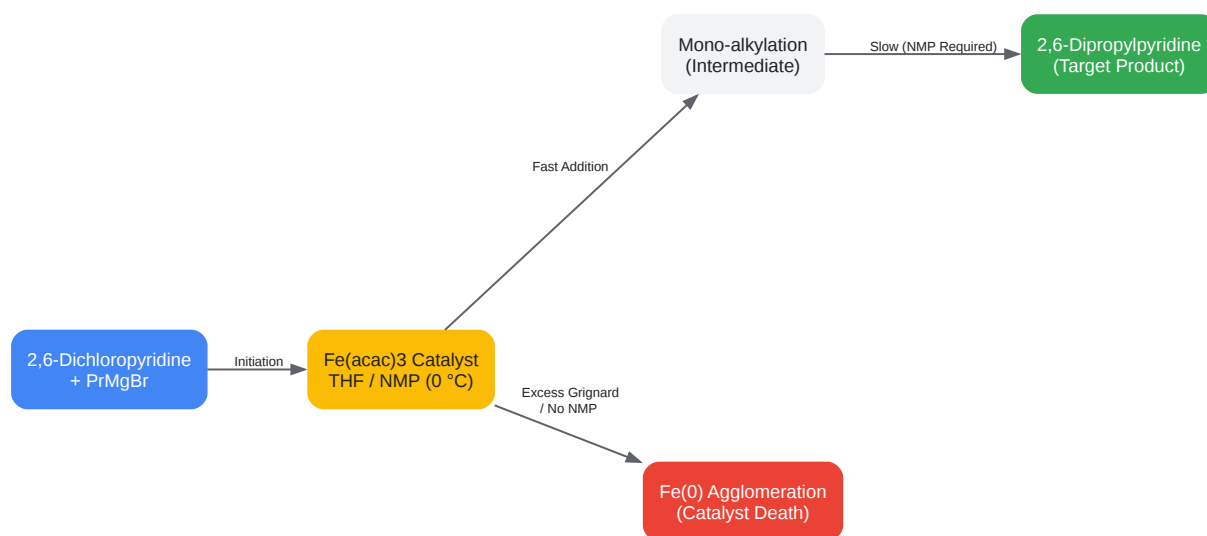 Mono-alkylation
(Intermediate)
Slow (NMP Required)
2,6-Dipropylpyridine
(Target Product)
Fast Addition
2,6-Dichloropyridine
+ PrMgBr
Initiation
Fe(acac)3 Catalyst
THF / NMP (0 °C)
Excess Grignard
/ No NMP
Fe(0) Agglomeration
(Catalyst Death)